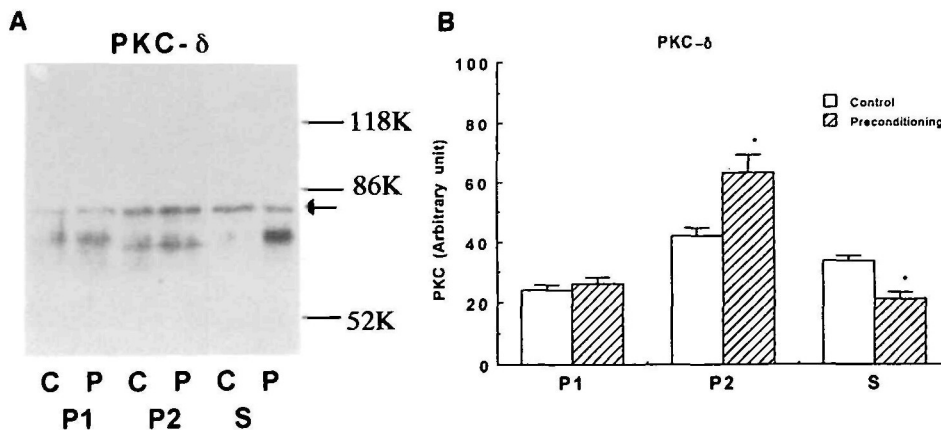 A
PKC-δ
118K
86K
52K
C P C P C P
P1 P2 S
B
PKC-δ
Control
Preconditioning
PKC (Arbitrary unit)
100
80
60
40
20
0
P1 P2 S